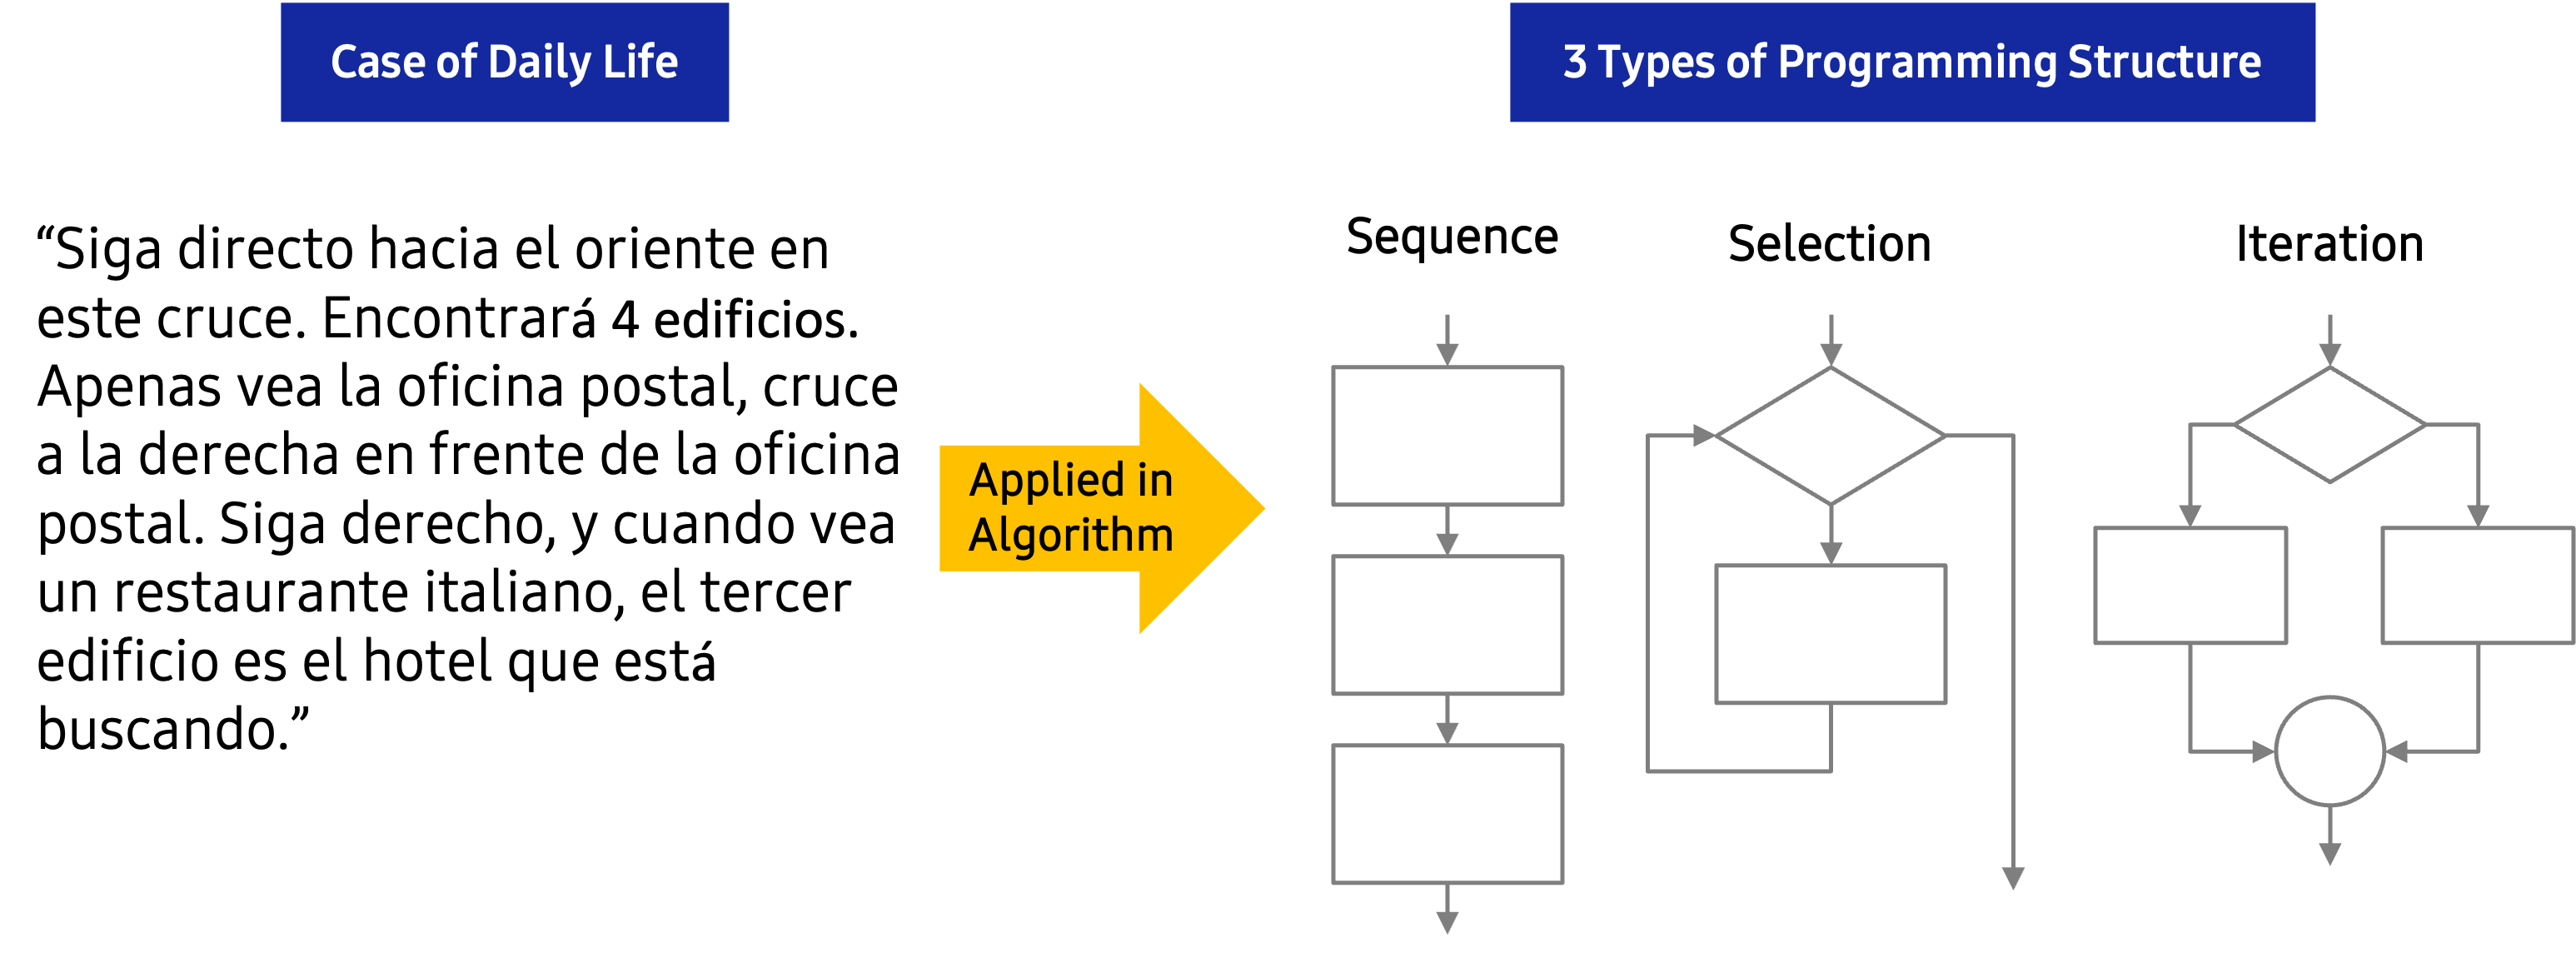 Case of Daily Life
3 Types of Programming Structure
“Siga directo hacia el oriente en
este cruce. Encontrará 4 edificios.
Apenas vea la oficina postal, cruce
a la derecha en frente de la oficina
postal. Siga derecho, y cuando vea
un restaurante italiano, el tercer
edificio es el hotel que está
buscando.”
Applied in
Algorithm
Sequence
Selection
Iteration